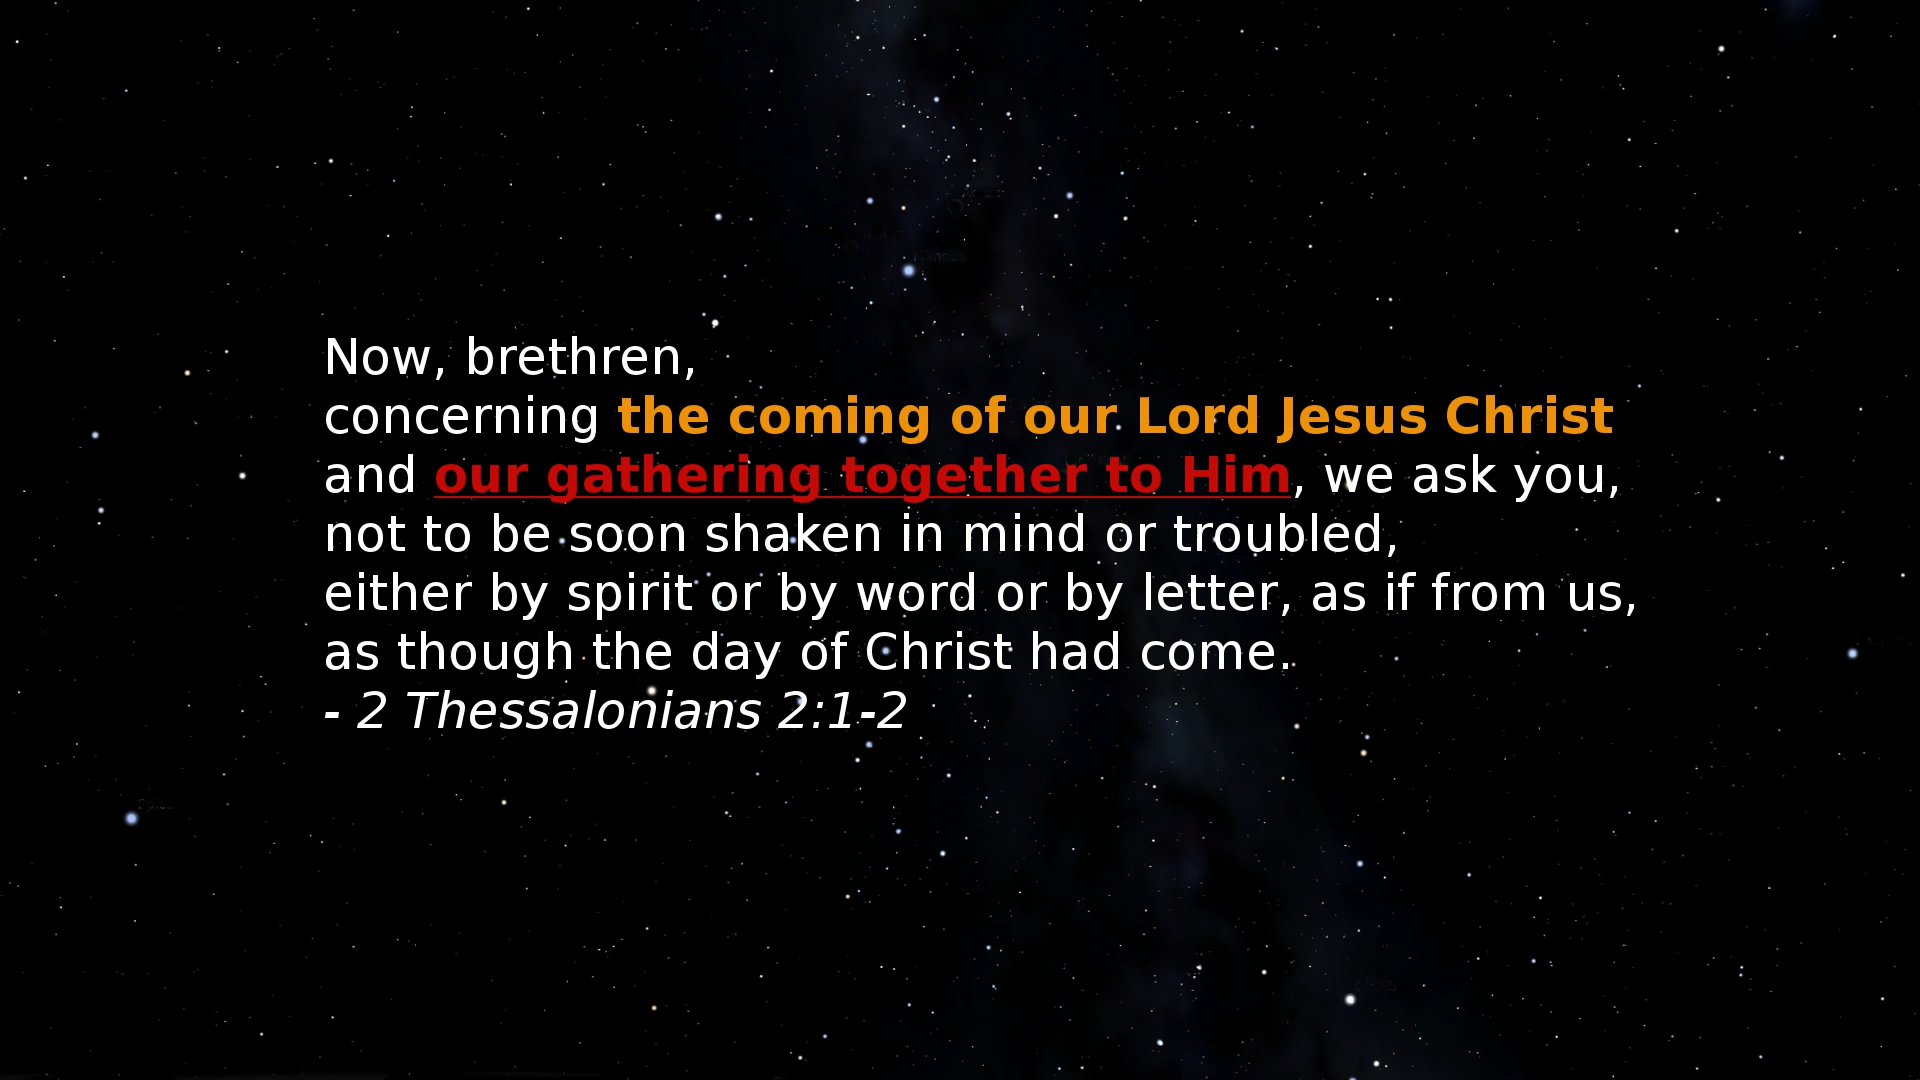 Now, brethren,
concerning the coming of our Lord Jesus Christ
and our gathering together to Him, we ask you,
not to be soon shaken in mind or troubled,
either by spirit or by word or by letter, as if from us,
as though the day of Christ had come.
- 2 Thessalonians 2:1-2